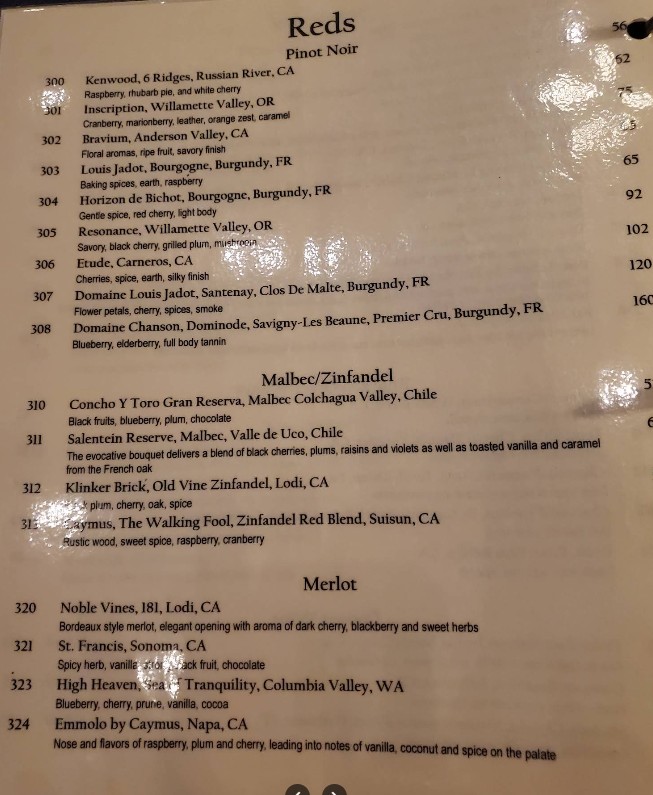 Reds
Pinot Noir
300 Kenwood, 6 Ridges, Russian River, CA 56
Raspberry, rhubarb pie, and white cherry
301 Inscription, Willamette Valley, OR 62
Cranberry, marionberry, leather, orange zest, caramel
302 Bravium, Anderson Valley, CA 75
Floral aromas, ripe fruit, savory finish
303 Louis Jadot, Bourgogne, Burgundy, FR
Baking spices, earth, raspberry
304 Horizon de Bichot, Bourgogne, Burgundy, FR 65
Gentle spice, red cherry, light body
305 Resonance, Willamette Valley, OR 92
Savory, black cherry, grilled plum, mushroom
306 Etude, Carneros, CA 102
Cherries, spice, earth, silky finish
307 Domaine Louis Jadot, Santenay, Clos De Malte, Burgundy, FR 120
Flower petals, cherry, spices, smoke
308 Domaine Chanson, Dominode, Savigny-Les Beaune, Premier Cru, Burgundy, FR 160
Blueberry, elderberry, full body tannin
Malbec/Zinfandel
310 Concho Y Toro Gran Reserva, Malbec Colchagua Valley, Chile
Black fruits, blueberry, plum, chocolate
311 Salentein Reserve, Malbec, Valle de Uco, Chile
The evocative bouquet delivers a blend of black cherries, plums, raisins and violets as well as toasted vanilla and caramel
from the French oak
312 Klinker Brick, Old Vine Zinfandel, Lodi, CA
plum, cherry, oak, spice
Caymus, The Walking Fool, Zinfandel Red Blend, Suisun, CA
Rustic wood, sweet spice, raspberry, cranberry
Merlot
320 Noble Vines, 181, Lodi, CA
Bordeaux style merlot, elegant opening with aroma of dark cherry, blackberry and sweet herbs
321 St. Francis, Sonoma, CA
Spicy herb, vanilla fruit, chocolate
323 High Heaven, Tranquility, Columbia Valley, WA
Blueberry, cherry, prune, vanilla, cocoa
324 Emmolo by Caymus, Napa, CA
Nose and flavors of raspberry, plum and cherry, leading into notes of vanilla, coconut and spice on the palate